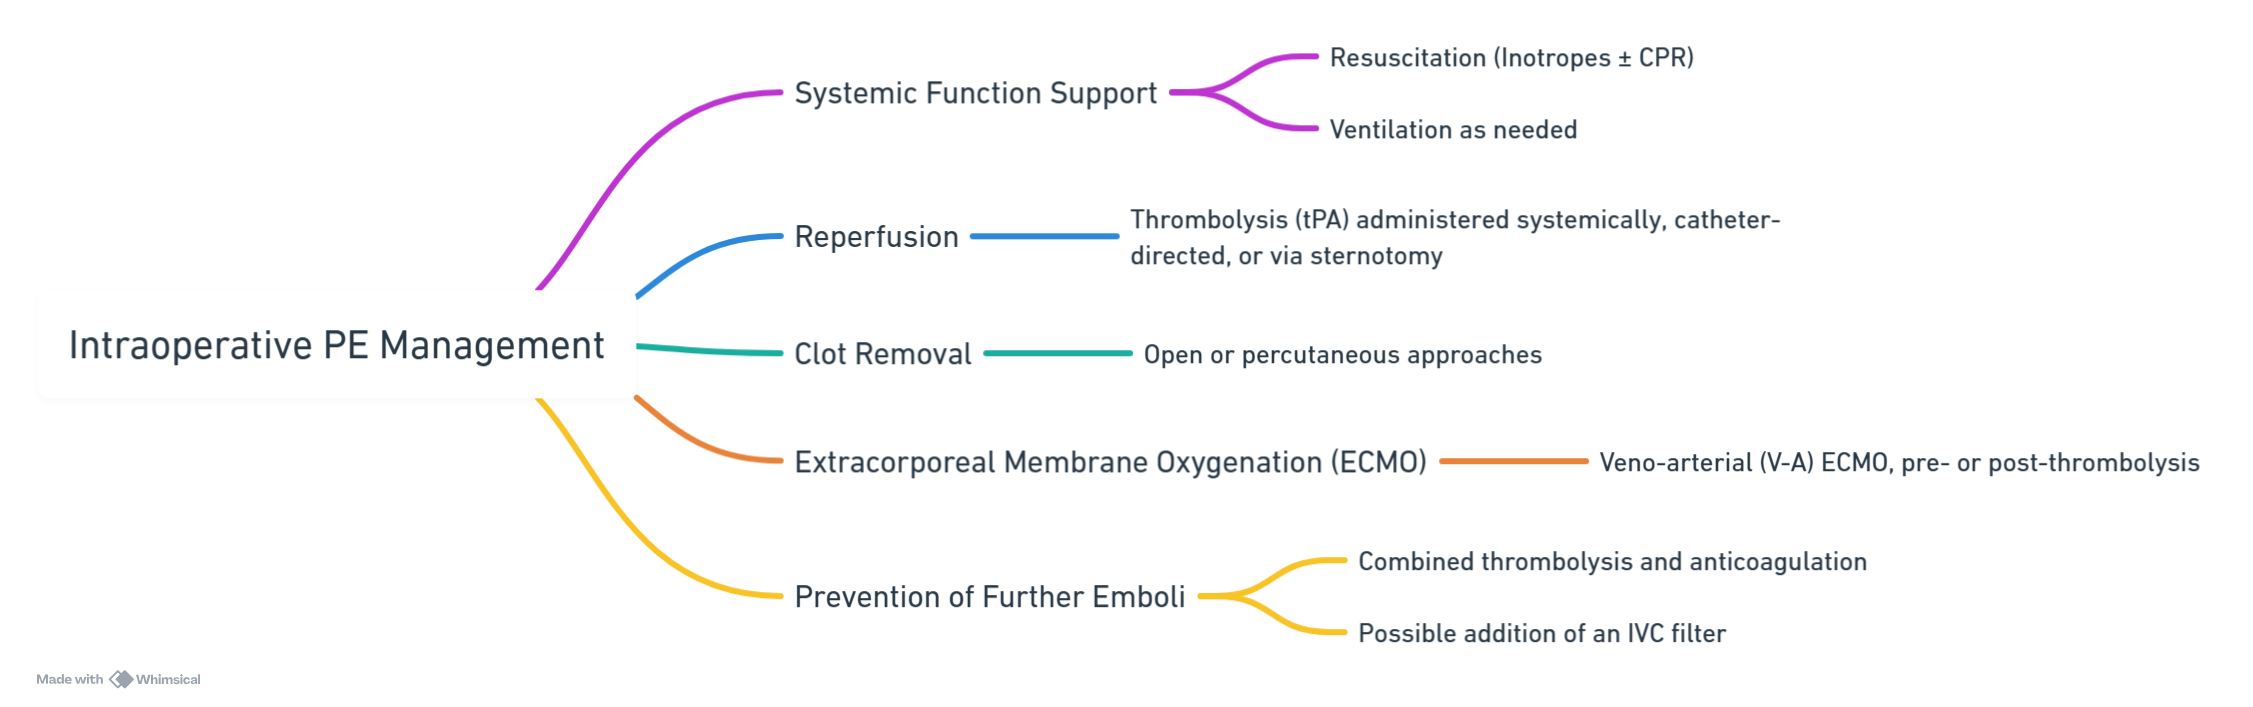 Intraoperative PE Management
Systemic Function Support
Resuscitation (Inotropes ± CPR)
Ventilation as needed
Reperfusion
Thrombolysis (tPA) administered systemically, catheter-
directed, or via sternotomy
Clot Removal
Open or percutaneous approaches
Extracorporeal Membrane Oxygenation (ECMO)
Veno-arterial (V-A) ECMO, pre- or post-thrombolysis
Prevention of Further Emboli
Combined thrombolysis and anticoagulation
Possible addition of an IVC filter
Made with Whimsical